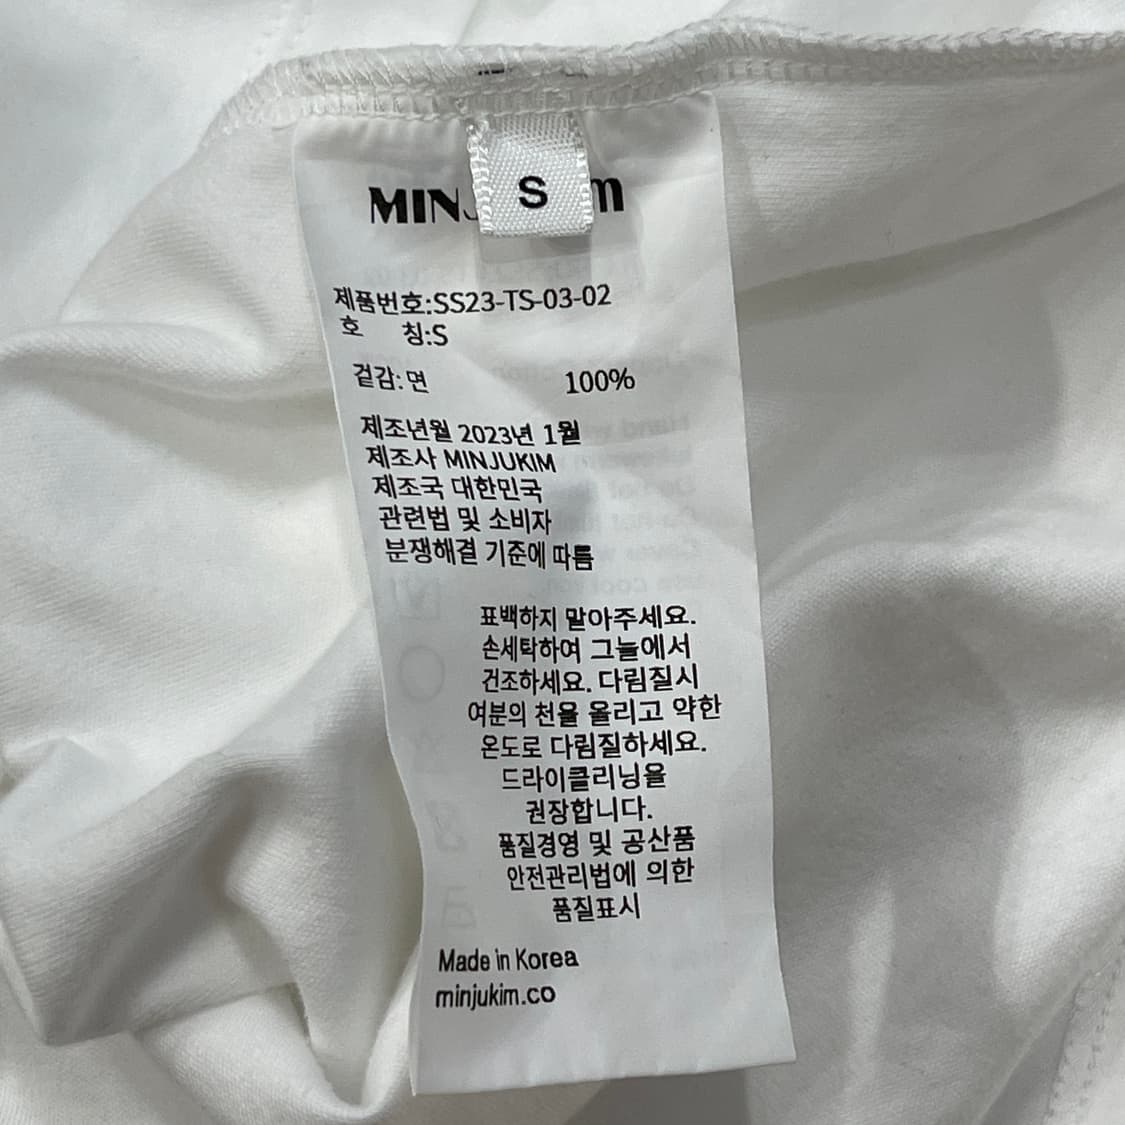 S
제품번호:SS23-TS-03-02
호 칭:S
겉감:면 100%
제조년월 2023년 1월
제조사 MINJUKIM
제조국 대한민국
관련법 및 소비자
분쟁해결 기준에 따름
표백하지 말아주세요.
손세탁하여 그늘에서
건조하세요. 다림질시
여분의 천을 올리고 약한
온도로 다림질하세요.
드라이클리닝을
권장합니다.
품질경영 및 공산품
안전관리법에 의한
품질표시
Made in Korea
minjukim.co